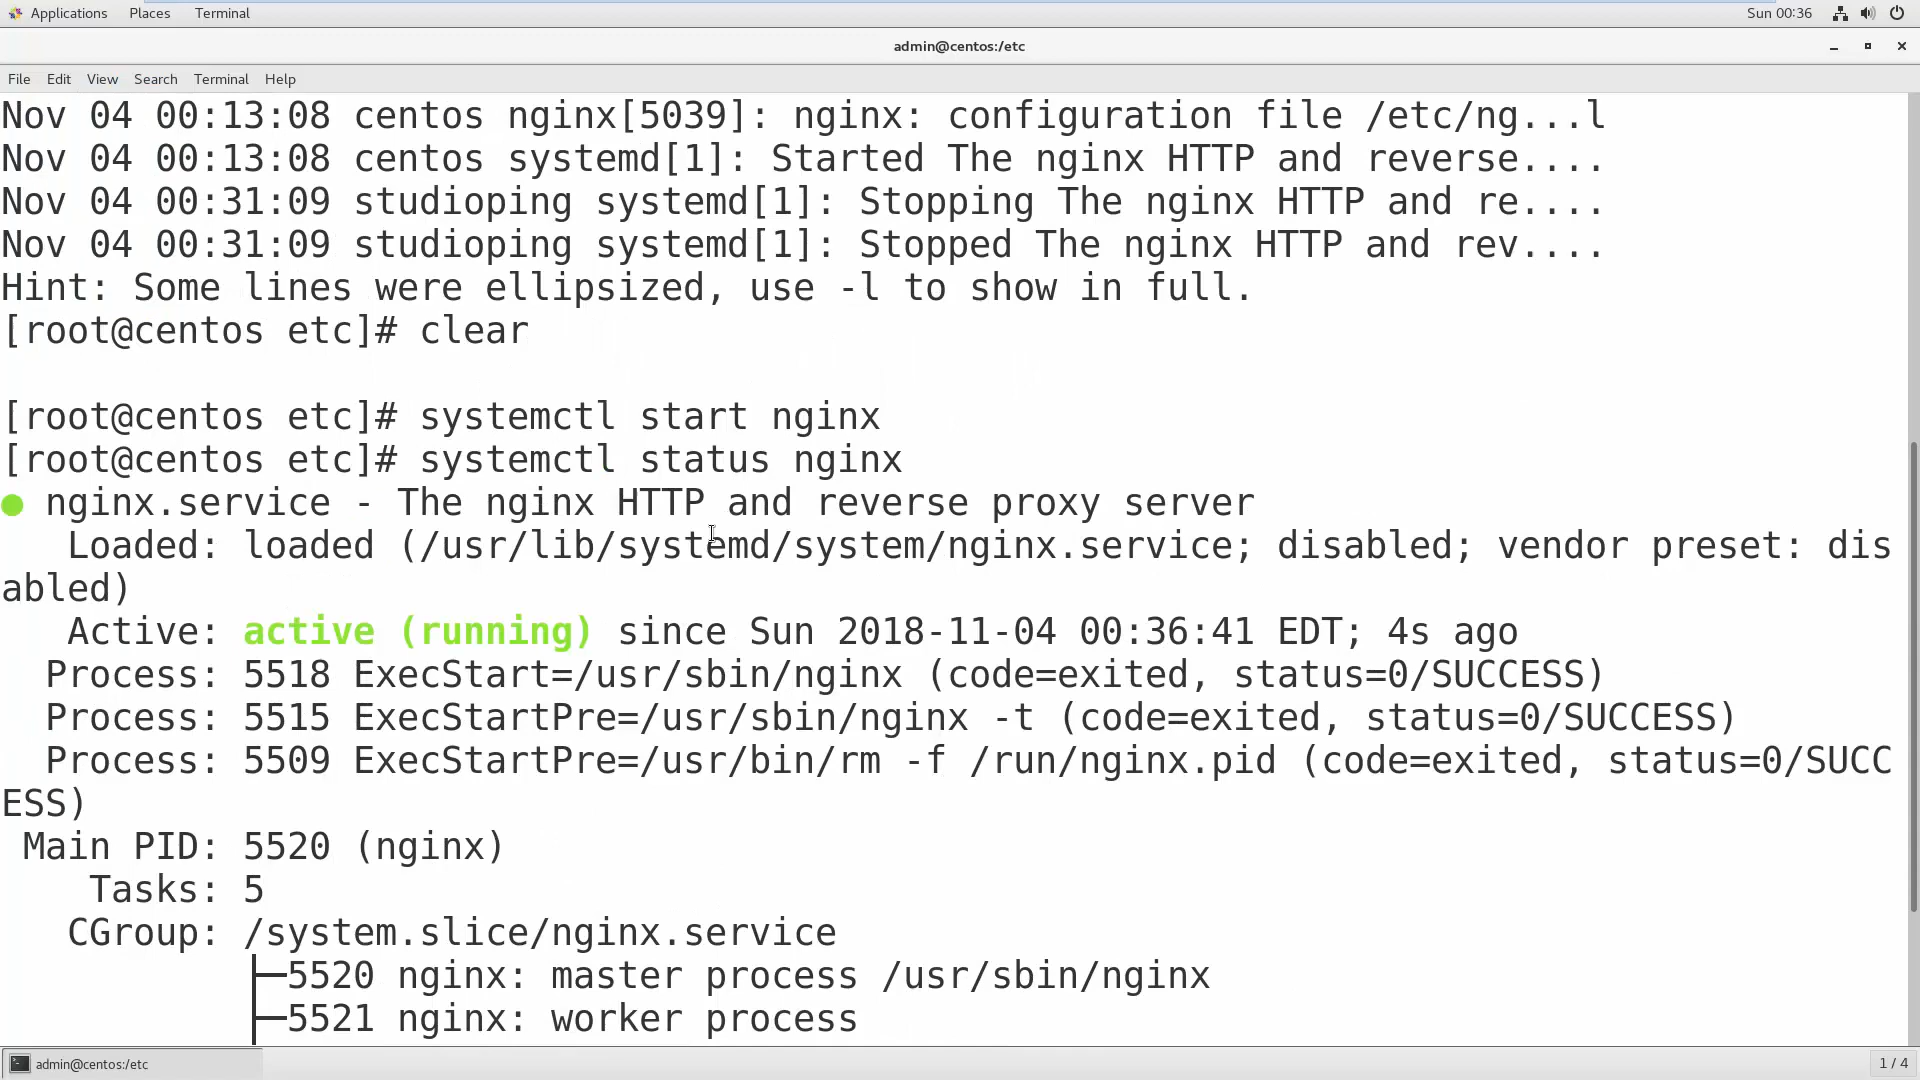 Applications Places Terminal Sun 00:36
admin@centos:/etc
File Edit View Search Terminal Help
Nov 04 00:13:08 centos nginx[5039]: nginx: configuration file /etc/ng...l
Nov 04 00:13:08 centos systemd[1]: Started The nginx HTTP and reverse....
Nov 04 00:31:09 studioping systemd[1]: Stopping The nginx HTTP and re....
Nov 04 00:31:09 studioping systemd[1]: Stopped The nginx HTTP and rev....
Hint: Some lines were ellipsized, use -l to show in full.
[root@centos etc]# clear
[root@centos etc]# systemctl start nginx
[root@centos etc]# systemctl status nginx
● nginx.service - The nginx HTTP and reverse proxy server
Loaded: loaded (/usr/lib/systemd/system/nginx.service; disabled; vendor preset: dis
abled)
Active: active (running) since Sun 2018-11-04 00:36:41 EDT; 4s ago
Process: 5518 ExecStart=/usr/sbin/nginx (code=exited, status=0/SUCCESS)
Process: 5515 ExecStartPre=/usr/sbin/nginx -t (code=exited, status=0/SUCCESS)
Process: 5509 ExecStartPre=/usr/bin/rm -f /run/nginx.pid (code=exited, status=0/SUCC
ESS)
Main PID: 5520 (nginx)
Tasks: 5
CGroup: /system.slice/nginx.service
├─5520 nginx: master process /usr/sbin/nginx
├─5521 nginx: worker process
admin@centos:/etc 1 / 4